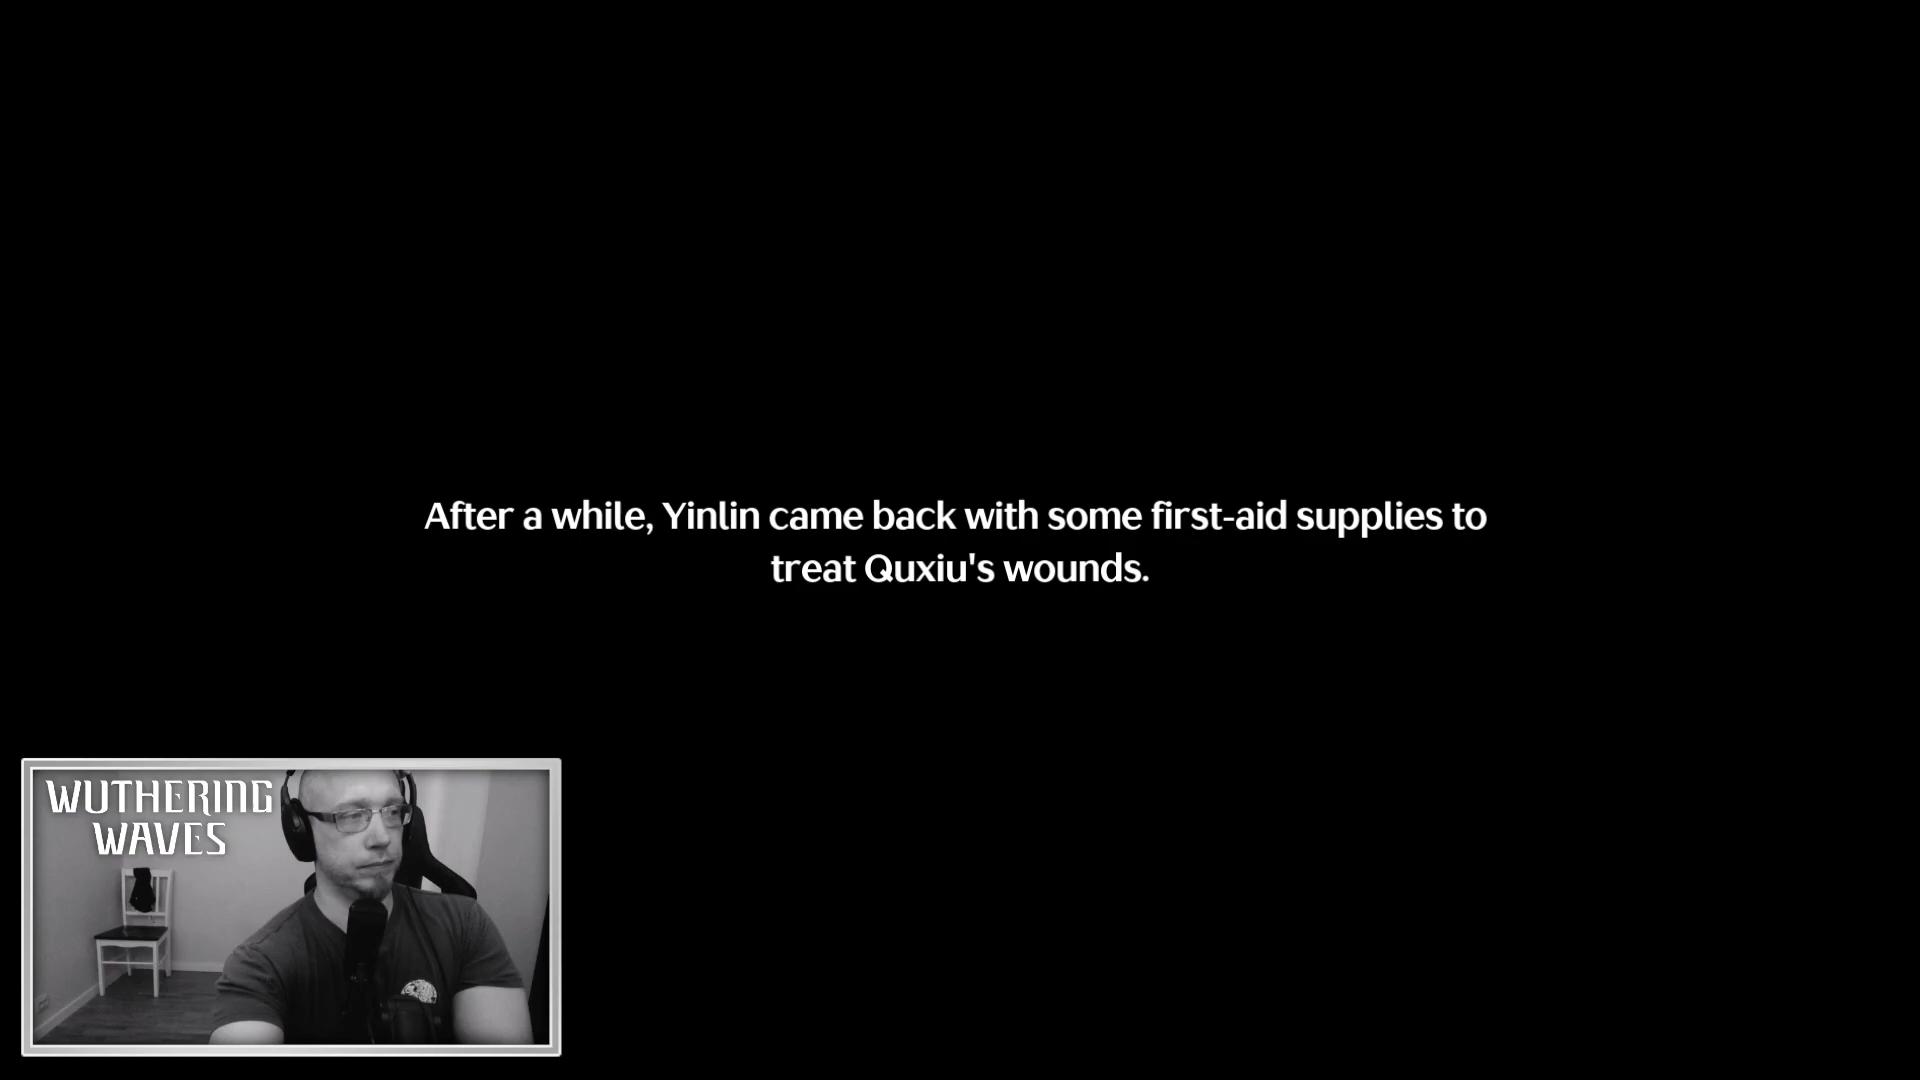 After a while, Yinlin came back with some first-aid supplies to
treat Quxiu's wounds.
WUTHERING
WAVES